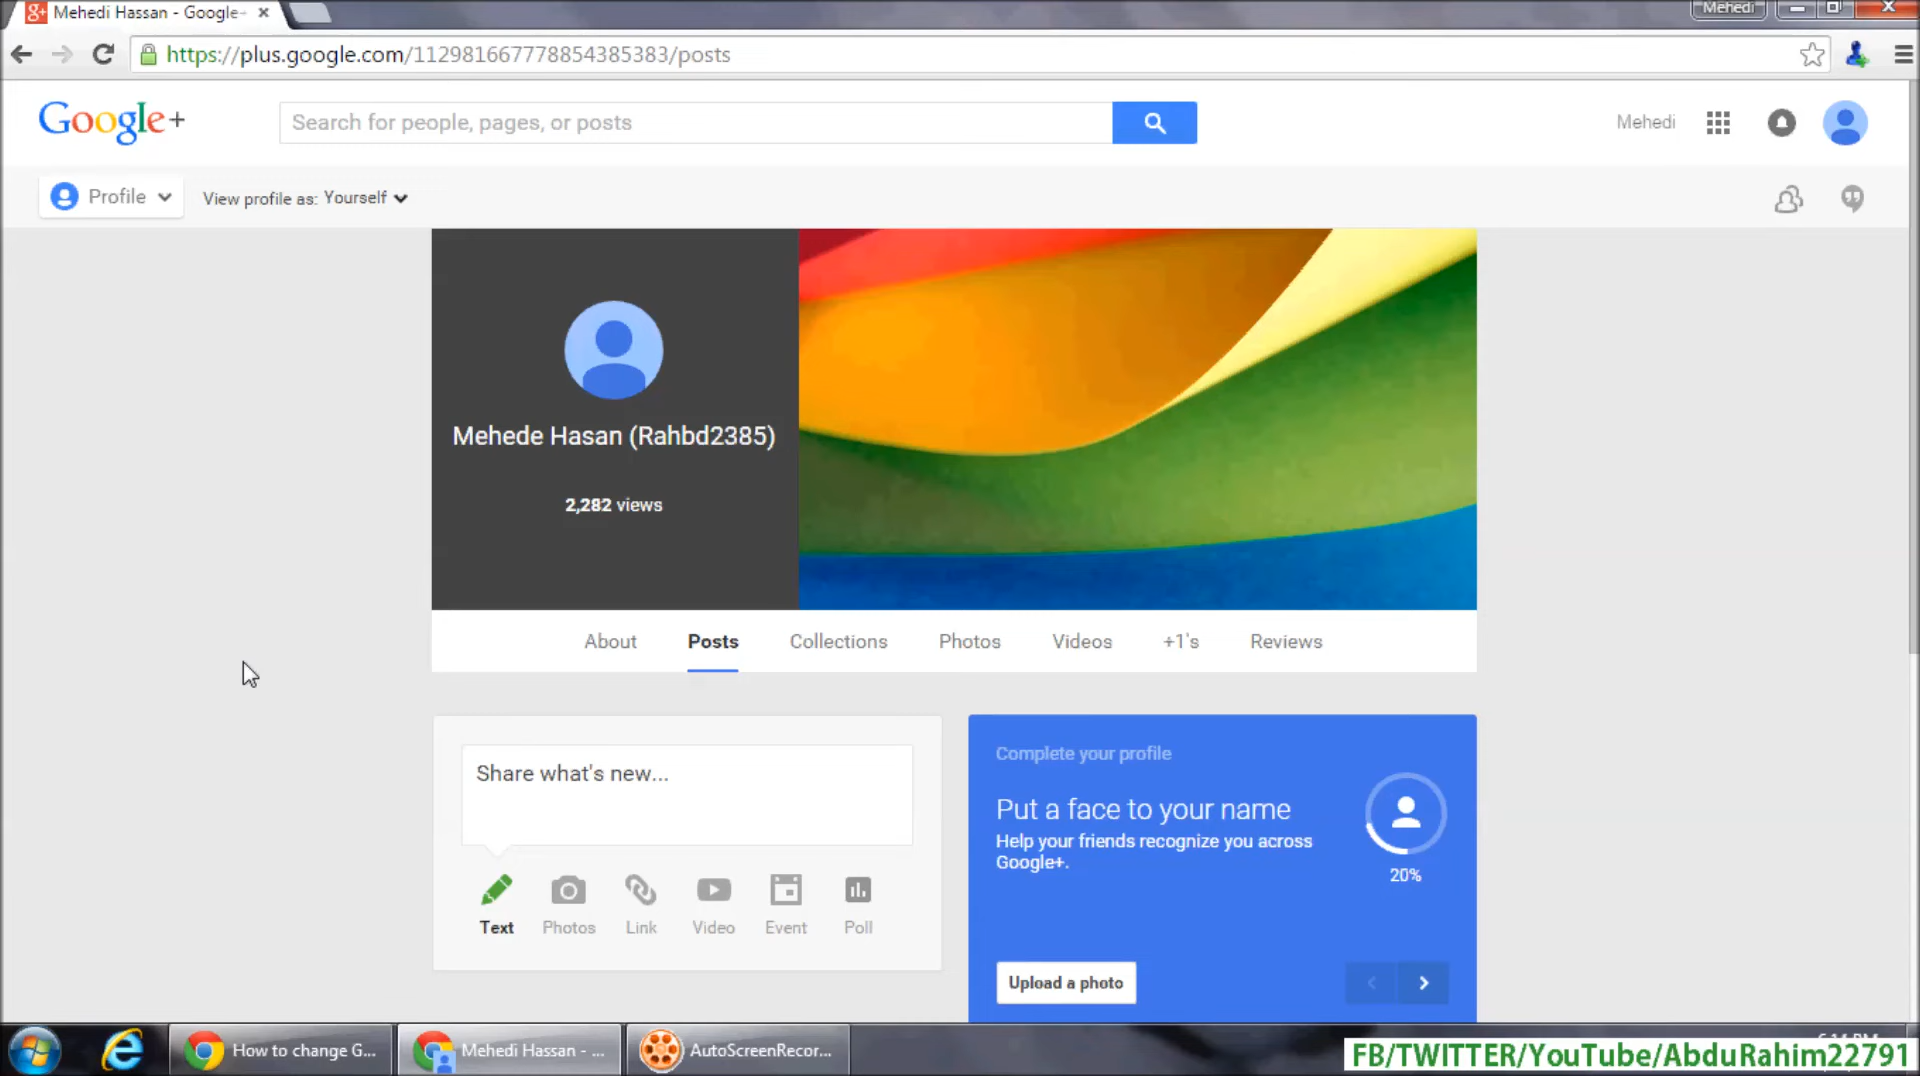 Mehedi Hassan - Google-
Mehedi
https://plus.google.com/112981667778854385383/posts
Google+
Search for people, pages, or posts
Mehedi
Profile
View profile as: Yourself
Mehede Hasan (Rahbd2385)
2,282 views
About Posts Collections Photos Videos +1's Reviews
Share what's new...
Text Photos Link Video Event Poll
Complete your profile
Put a face to your name
Help your friends recognize you across
Google+.
20%
Upload a photo
How to change G...
Mehedi Hassan - ...
AutoScreenRecor...
FB/TWITTER/YouTube/AbduRahim22791